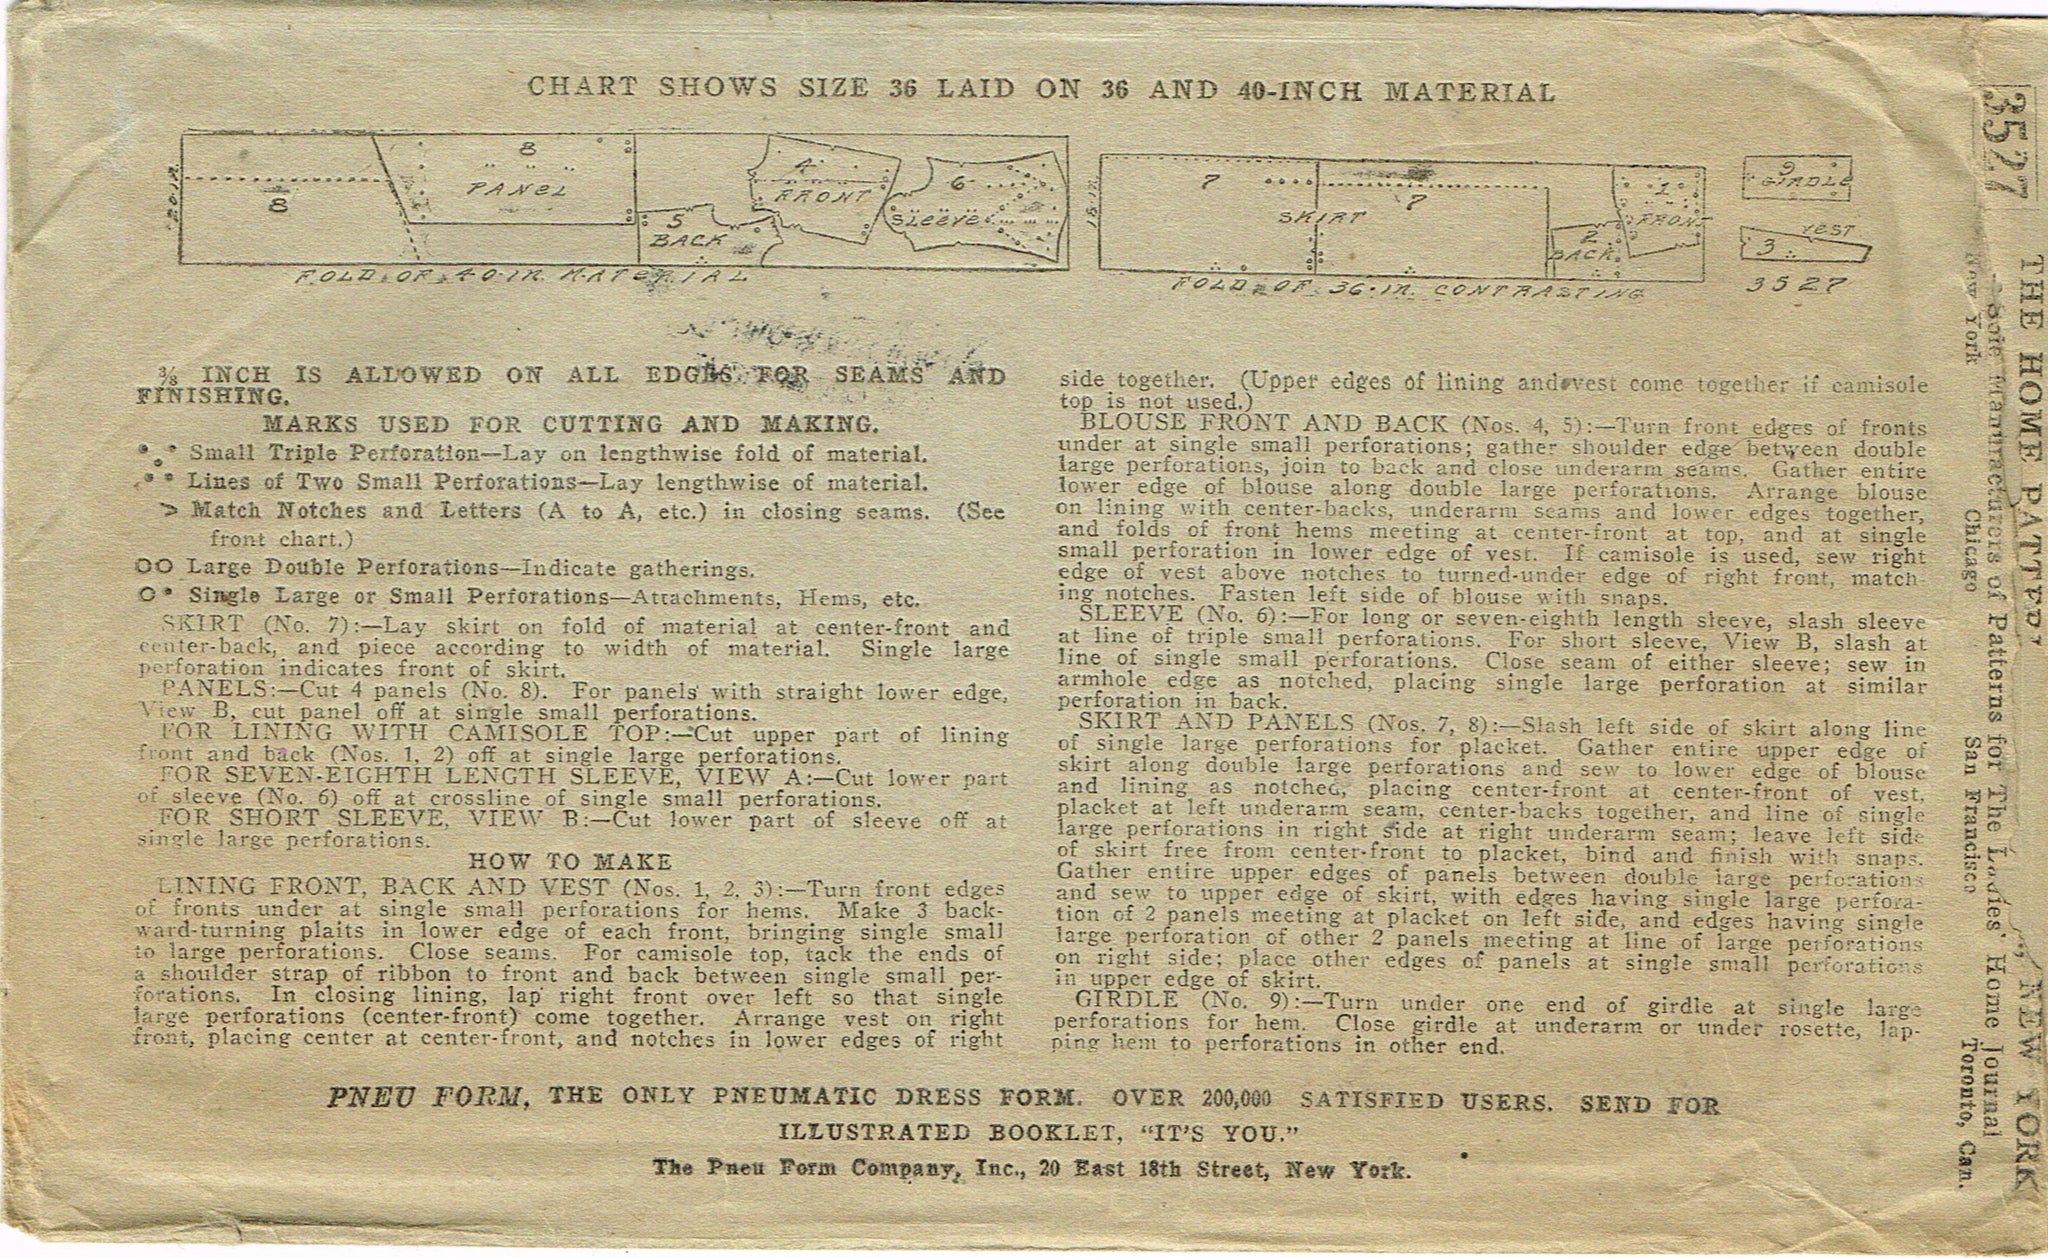 CHART SHOWS SIZE 36 LAID ON 36 AND 40-INCH MATERIAL
20-in.
8
8
PANEL
5
BACK
4
FRONT
6
sleeve
FOLD OF 40-in MATERIAL
18-in
7
SKIRT
7
2
BACK
1
FRONT
FOLD OF 36-in CONTRASTING
9
GIRDLE
vest
3
3527
3/8 INCH IS ALLOWED ON ALL EDGES FOR SEAMS AND
FINISHING.
MARKS USED FOR CUTTING AND MAKING.
Small Triple Perforation—Lay on lengthwise fold of material.
Lines of Two Small Perforations—Lay lengthwise of material.
> Match Notches and Letters (A to A, etc.) in closing seams. (See
front chart.)
Large Double Perforations—Indicate gatherings.
Single Large or Small Perforations—Attachments, Hems, etc.
SKIRT (No. 7):—Lay skirt on fold of material at center-front and
center-back, and piece according to width of material. Single large
perforation indicates front of skirt.
PANELS:—Cut 4 panels (No. 8). For panels with straight lower edge,
View B, cut panel off at single small perforations.
FOR LINING WITH CAMISOLE TOP:—Cut upper part of lining
front and back (Nos. 1, 2) off at single large perforations.
FOR SEVEN-EIGHTH LENGTH SLEEVE, VIEW A:—Cut lower part
of sleeve (No. 6) off at crossline of single small perforations.
FOR SHORT SLEEVE, VIEW B:—Cut lower part of sleeve off at
single large perforations.
HOW TO MAKE
LINING FRONT, BACK AND VEST (Nos. 1, 2, 3):—Turn front edges
of fronts under at single small perforations for hems. Make 3 back-
ward-turning plaits in lower edge of each front, bringing single small
to large perforations. Close seams. For camisole top, tack the ends of
a shoulder strap of ribbon to front and back between single small per-
forations. In closing lining, lap right front over left so that single
large perforations (center-front) come together. Arrange vest on right
front, placing center at center-front, and notches in lower edges of right
side together. (Upper edges of lining and vest come together if camisole
top is not used.)
BLOUSE FRONT AND BACK (Nos. 4, 5):—Turn front edges of fronts
under at single small perforations; gather shoulder edge between double
large perforations, join to back and close underarm seams. Gather entire
lower edge of blouse along double large perforations. Arrange blouse
on lining with center-backs, underarm seams and lower edges together,
and folds of front hems meeting at center-front at top, and at single
small perforation in lower edge of vest. If camisole is used, sew right
edge of vest above notches to turned-under edge of right front, match-
ing notches. Fasten left side of blouse with snaps.
SLEEVE (No. 6):—For long or seven-eighth length sleeve, slash sleeve
at line of triple small perforations. For short sleeve, View B, slash at
line of single small perforations. Close seam of either sleeve; sew in
armhole edge as notched, placing single large perforation at similar
perforation in back.
SKIRT AND PANELS (Nos. 7, 8):—Slash left side of skirt along line
of single large perforations for placket. Gather entire upper edge of
skirt along double large perforations and sew to lower edge of blouse
and lining as notched, placing center-front at center-front of vest,
placket at left underarm seam, center-backs together, and line of single
large perforations in right side at right underarm seam; leave left side
of skirt free from center-front to placket, bind and finish with snaps.
Gather entire upper edges of panels between double large perforations
and sew to upper edge of skirt, with edges having single large perfora-
tion of 2 panels meeting at placket on left side, and edges having single
large perforation of other 2 panels meeting at line of large perforations
on right side; place other edges of panels at single small perforations
in upper edge of skirt.
GIRDLE (No. 9):—Turn under one end of girdle at single large
perforations for hem. Close girdle at underarm or under rosette, lap-
ping hem to perforations in other end.
PNEU FORM, THE ONLY PNEUMATIC DRESS FORM. OVER 200,000 SATISFIED USERS. SEND FOR
ILLUSTRATED BOOKLET, "IT'S YOU."
The Pneu Form Company, Inc., 20 East 18th Street, New York.
3527
THE HOME PATTERN NEW YORK
Sole Manufacturers of Patterns for The Ladies' Home Journal
New York Chicago San Francisco Toronto, Can.